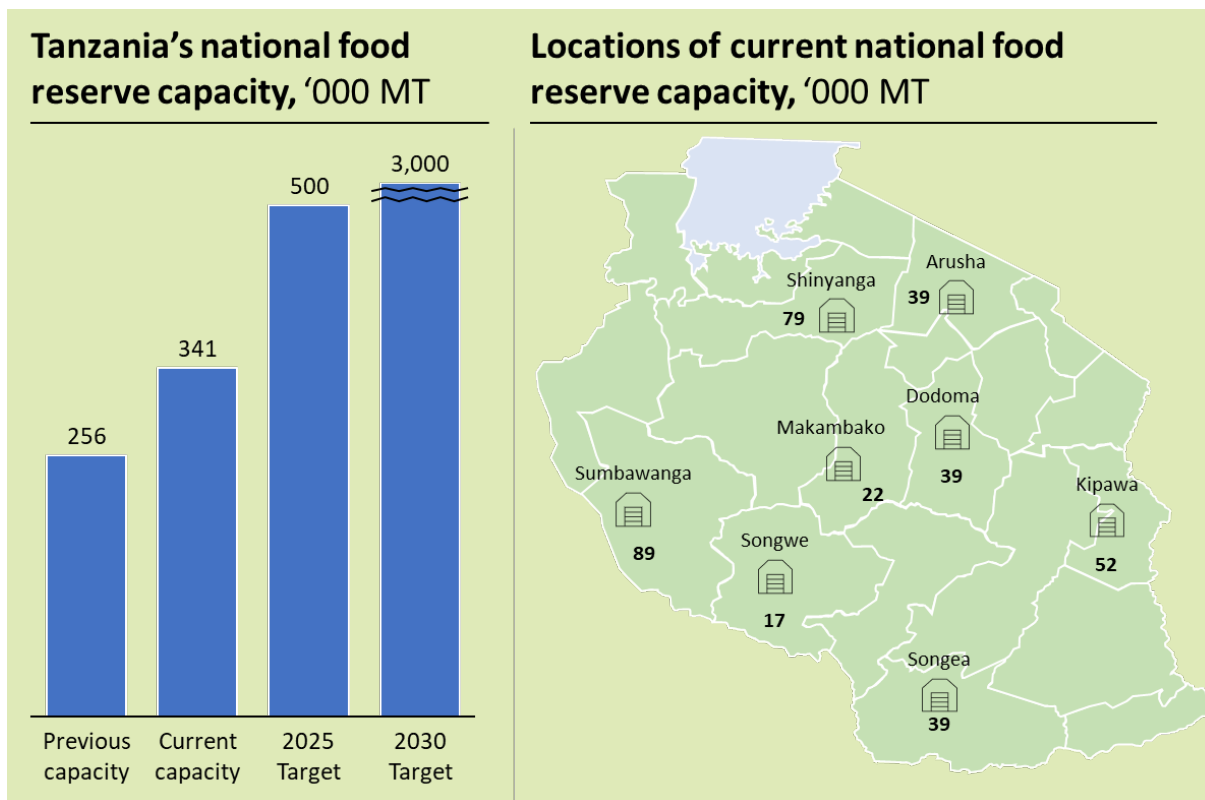 Tanzania’s national food
reserve capacity, ‘000 MT
256
341
500
3,000
Previous
capacity
Current
capacity
2025
Target
2030
Target
Locations of current national food
reserve capacity, ‘000 MT
Arusha
39
Shinyanga
79
Dodoma
39
Makambako
22
Sumbawanga
89
Kipawa
52
Songwe
17
Songea
39